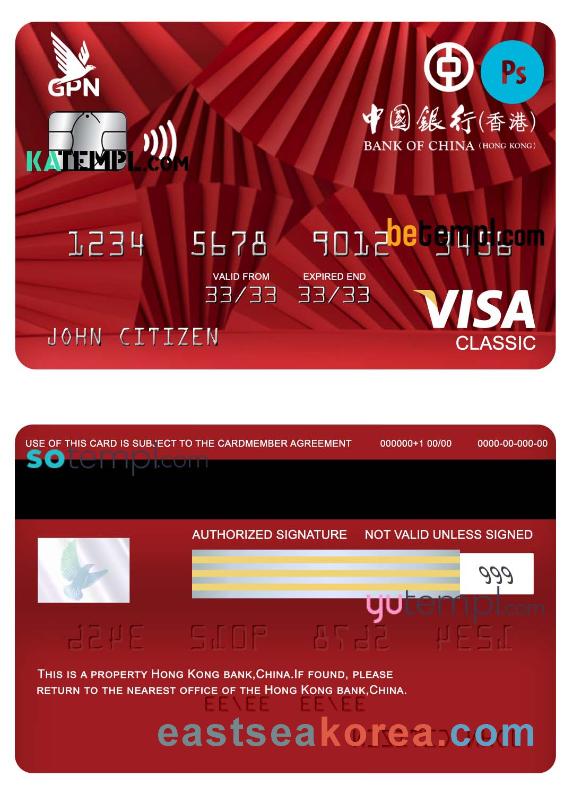 GPN
Ps
中國銀行(香港)
BANK OF CHINA (HONG KONG)
KATEMPL.COM
1234 5678 9012 3456
betempl.com
VALID FROM EXPIRED END
33/33 33/33
VISA
CLASSIC
JOHN CITIZEN
USE OF THIS CARD IS SUBJECT TO THE CARDMEMBER AGREEMENT 000000+1 00/00 0000-00-000-00
sotempl.com
AUTHORIZED SIGNATURE NOT VALID UNLESS SIGNED
999
yutempl.com
THIS IS A PROPERTY HONG KONG BANK,CHINA.IF FOUND, PLEASE
RETURN TO THE NEAREST OFFICE OF THE HONG KONG BANK,CHINA.
eastseakorea.com